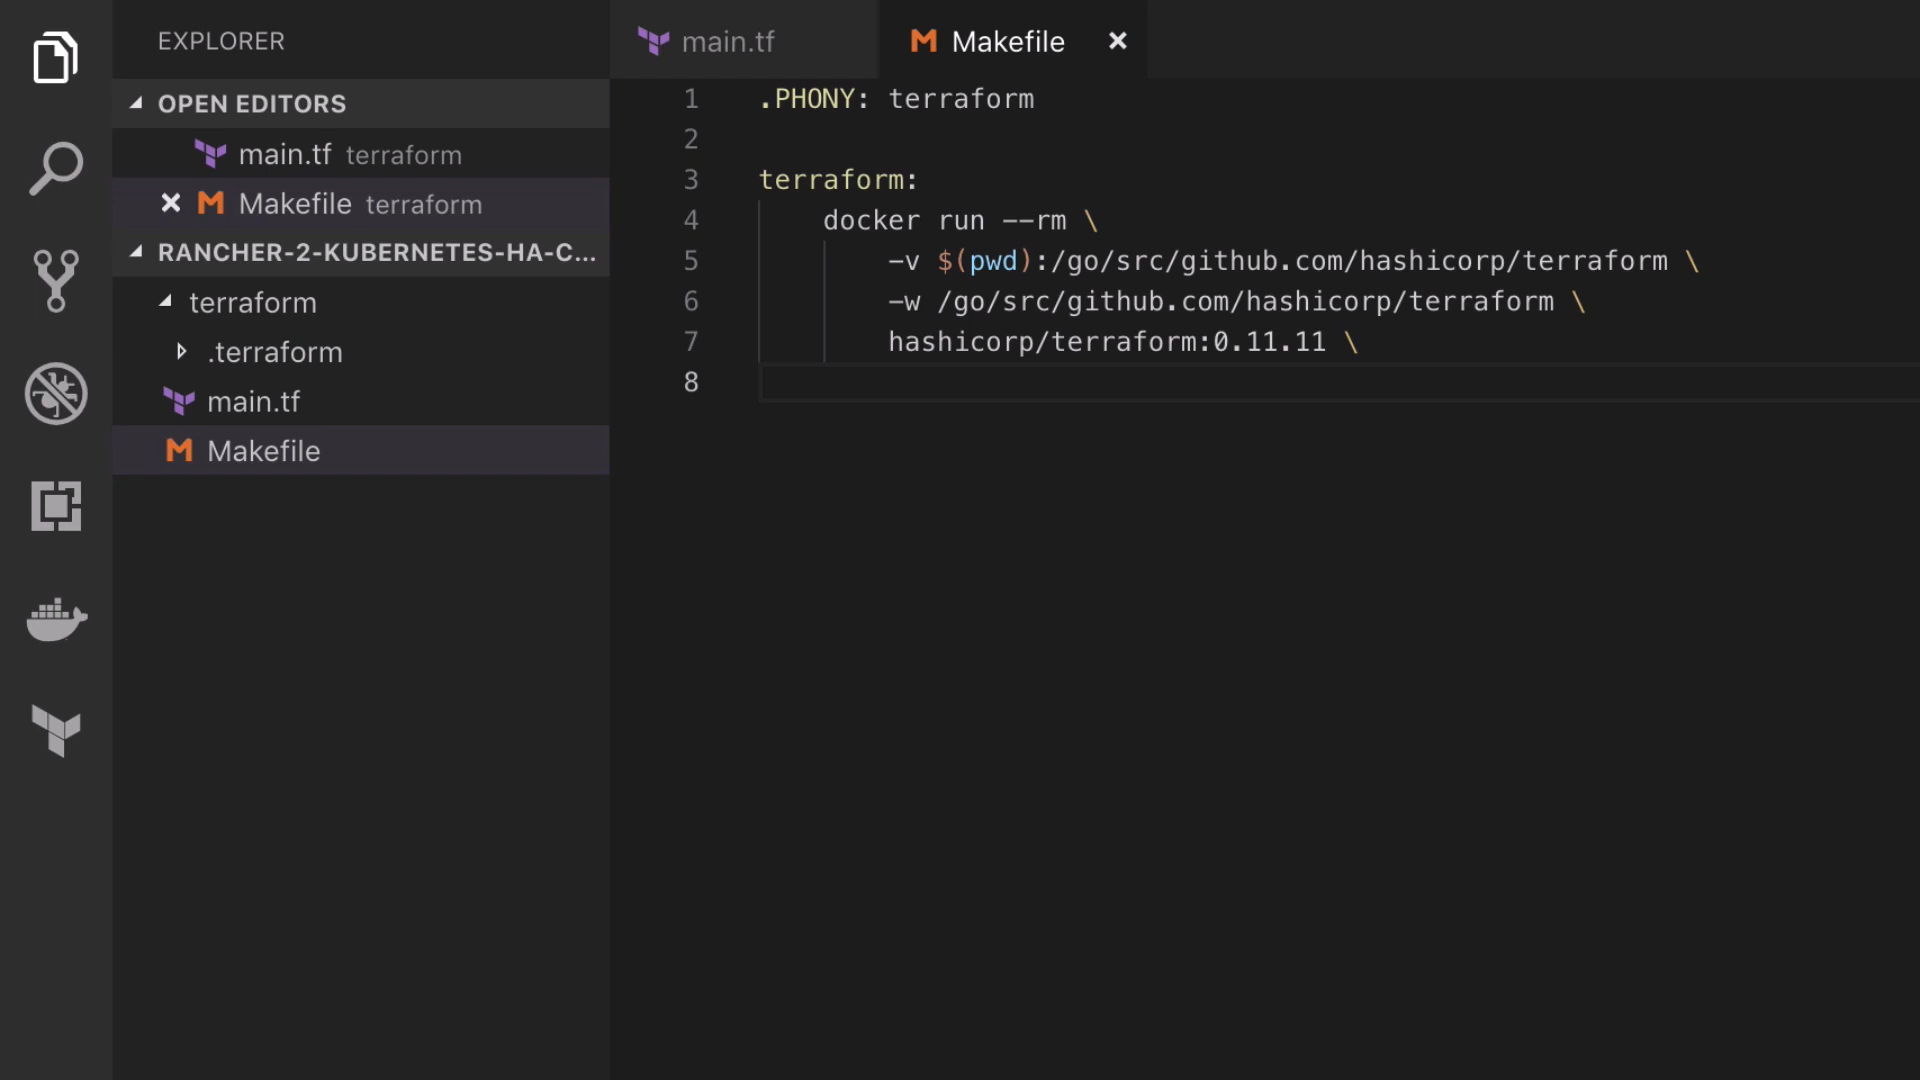 EXPLORER
OPEN EDITORS
main.tf terraform
Makefile terraform
RANCHER-2-KUBERNETES-HA-C...
terraform
.terraform
main.tf
Makefile
main.tf
Makefile
1 .PHONY: terraform
2
3 terraform:
4 docker run --rm \
5 -v $(pwd):/go/src/github.com/hashicorp/terraform \
6 -w /go/src/github.com/hashicorp/terraform \
7 hashicorp/terraform:0.11.11 \
8